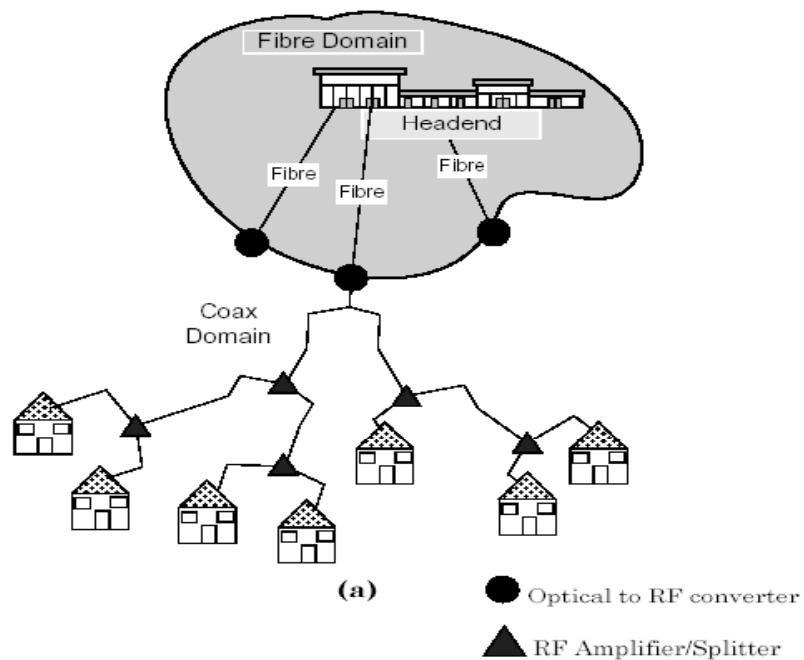 Fibre Domain
Headend
Fibre
Fibre
Fibre
Coax
Domain
(a)
Optical to RF converter
RF Amplifier/Splitter